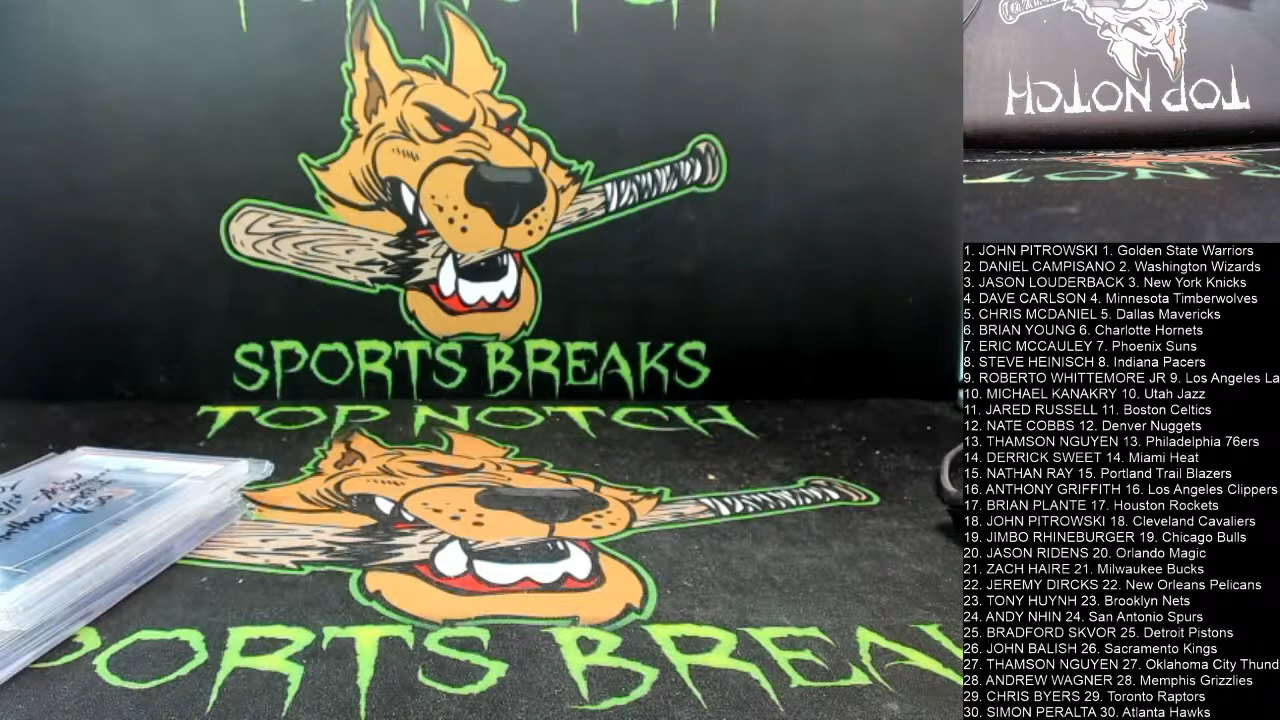 TOP NOTCH
SPORTS BREAKS
TOP NOTCH
SPORTS BREAK
TOP NOTCH
1. JOHN PITROWSKI 1. Golden State Warriors
2. DANIEL CAMPISANO 2. Washington Wizards
3. JASON LOUDERBACK 3. New York Knicks
4. DAVE CARLSON 4. Minnesota Timberwolves
5. CHRIS MCDANIEL 5. Dallas Mavericks
6. BRIAN YOUNG 6. Charlotte Hornets
7. ERIC MCCAULEY 7. Phoenix Suns
8. STEVE HEINISCH 8. Indiana Pacers
9. ROBERTO WHITTEMORE JR 9. Los Angeles La
10. MICHAEL KANAKRY 10. Utah Jazz
11. JARED RUSSELL 11. Boston Celtics
12. NATE COBBS 12. Denver Nuggets
13. THAMSON NGUYEN 13. Philadelphia 76ers
14. DERRICK SWEET 14. Miami Heat
15. NATHAN RAY 15. Portland Trail Blazers
16. ANTHONY GRIFFITH 16. Los Angeles Clippers
17. BRIAN PLANTE 17. Houston Rockets
18. JOHN PITROWSKI 18. Cleveland Cavaliers
19. JIMBO RHINEBURGER 19. Chicago Bulls
20. JASON RIDENS 20. Orlando Magic
21. ZACH HAIRE 21. Milwaukee Bucks
22. JEREMY DIRCKS 22. New Orleans Pelicans
23. TONY HUYNH 23. Brooklyn Nets
24. ANDY NHIN 24. San Antonio Spurs
25. BRADFORD SKVOR 25. Detroit Pistons
26. JOHN BALISH 26. Sacramento Kings
27. THAMSON NGUYEN 27. Oklahoma City Thund
28. ANDREW WAGNER 28. Memphis Grizzlies
29. CHRIS BYERS 29. Toronto Raptors
30. SIMON PERALTA 30. Atlanta Hawks